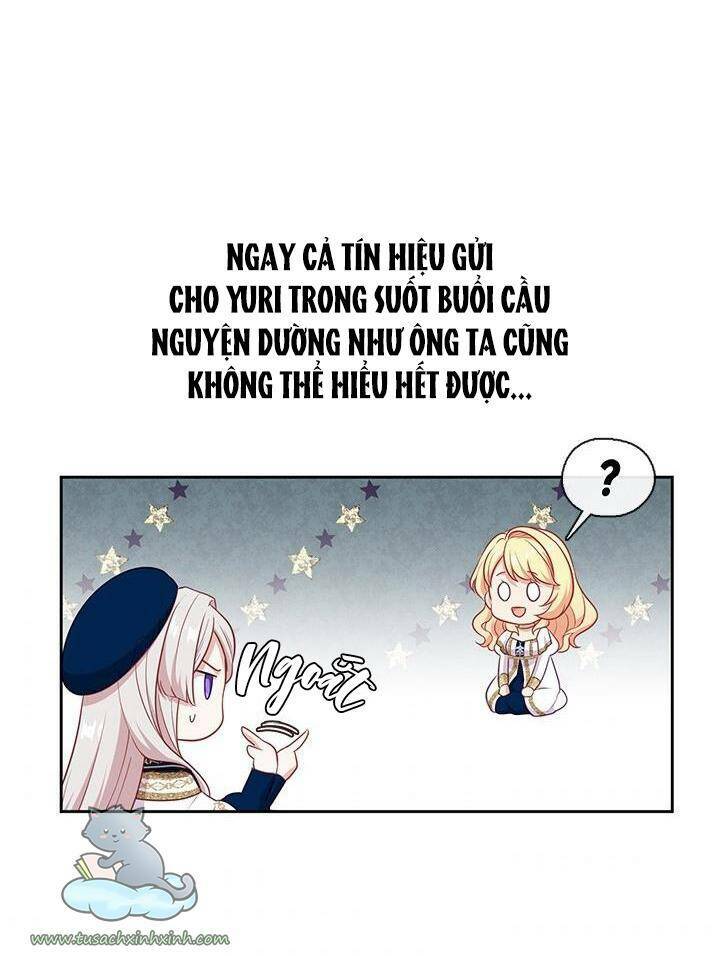 NGAY CẢ TÍN HIỆU GỬI
CHO YURI TRONG SUỐT BUỔI CẦU
NGUYỆN DƯỜNG NHƯ ÔNG TA CŨNG
KHÔNG THỂ HIỂU HẾT ĐƯỢC...
?
Ngoắt
www.tusachxinhxinh.com